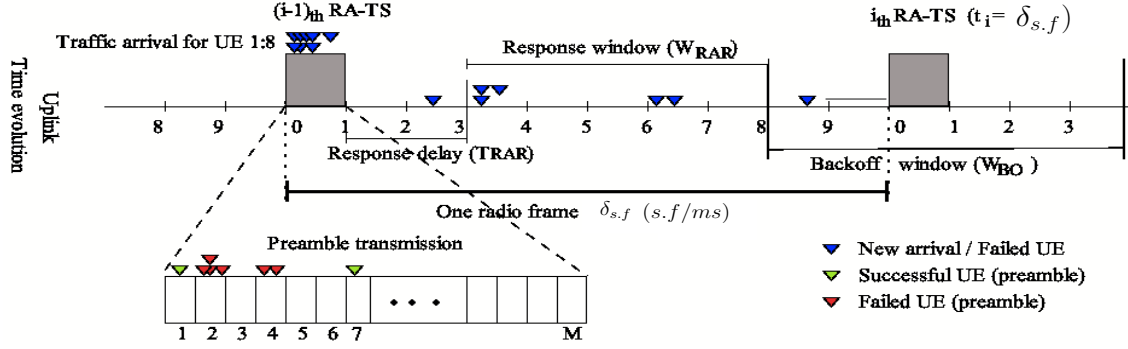 (i-1)th RA-TS
ith RA-TS (ti= δs.f)
Traffic arrival for UE 1:8
Response window (WRAR)
Uplink
Time evolution
8 9 0 1 2 3 4 5 6 7 8 9 0 1 2 3
Response delay (TRAR)
Backoff window (WBO )
One radio frame δs.f (s.f/ms)
Preamble transmission
New arrival / Failed UE
Successful UE (preamble)
Failed UE (preamble)
1 2 3 4 5 6 7 M